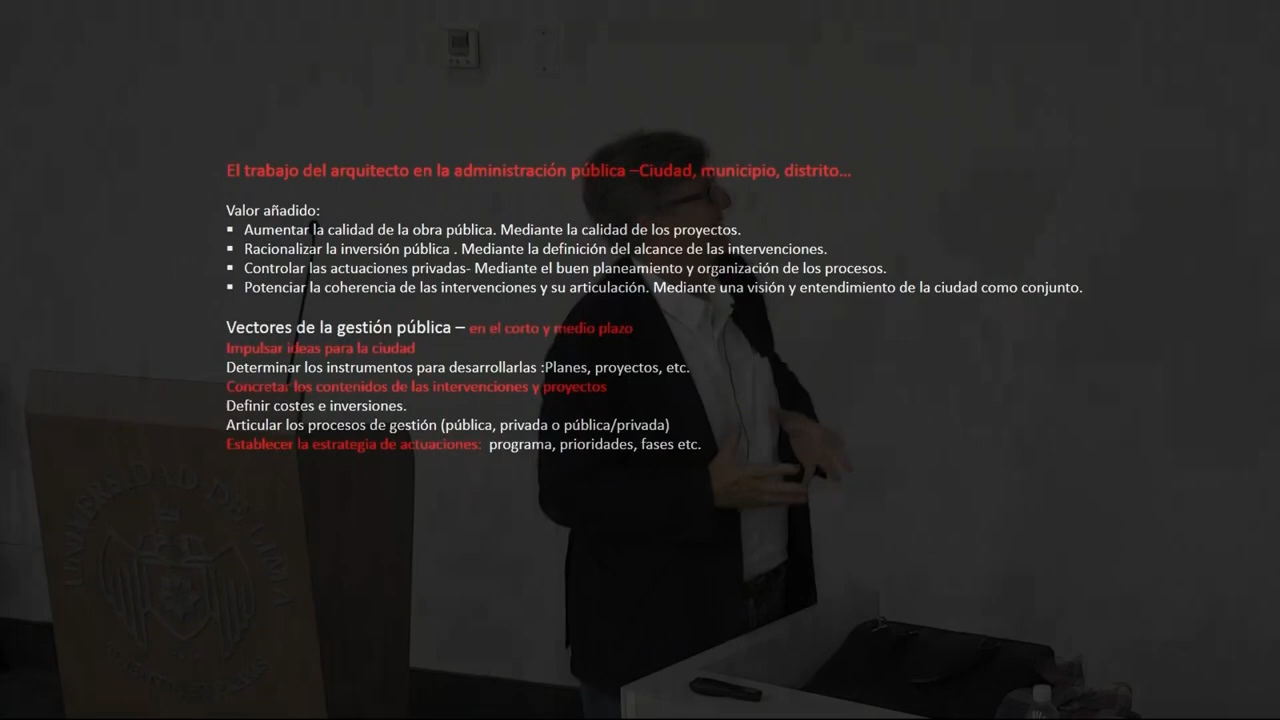 El trabajo del arquitecto en la administración pública –Ciudad, municipio, distrito…
Valor añadido:
▪ Aumentar la calidad de la obra pública. Mediante la calidad de los proyectos.
▪ Racionalizar la inversión pública . Mediante la definición del alcance de las intervenciones.
▪ Controlar las actuaciones privadas- Mediante el buen planeamiento y organización de los procesos.
▪ Potenciar la coherencia de las intervenciones y su articulación. Mediante una visión y entendimiento de la ciudad como conjunto.
Vectores de la gestión pública – en el corto y medio plazo
Impulsar ideas para la ciudad
Determinar los instrumentos para desarrollarlas :Planes, proyectos, etc.
Concretar los contenidos de las intervenciones y proyectos
Definir costes e inversiones.
Articular los procesos de gestión (pública, privada o pública/privada)
Establecer la estrategia de actuaciones: programa, prioridades, fases etc.
UNIVERSIDAD DE LIMA